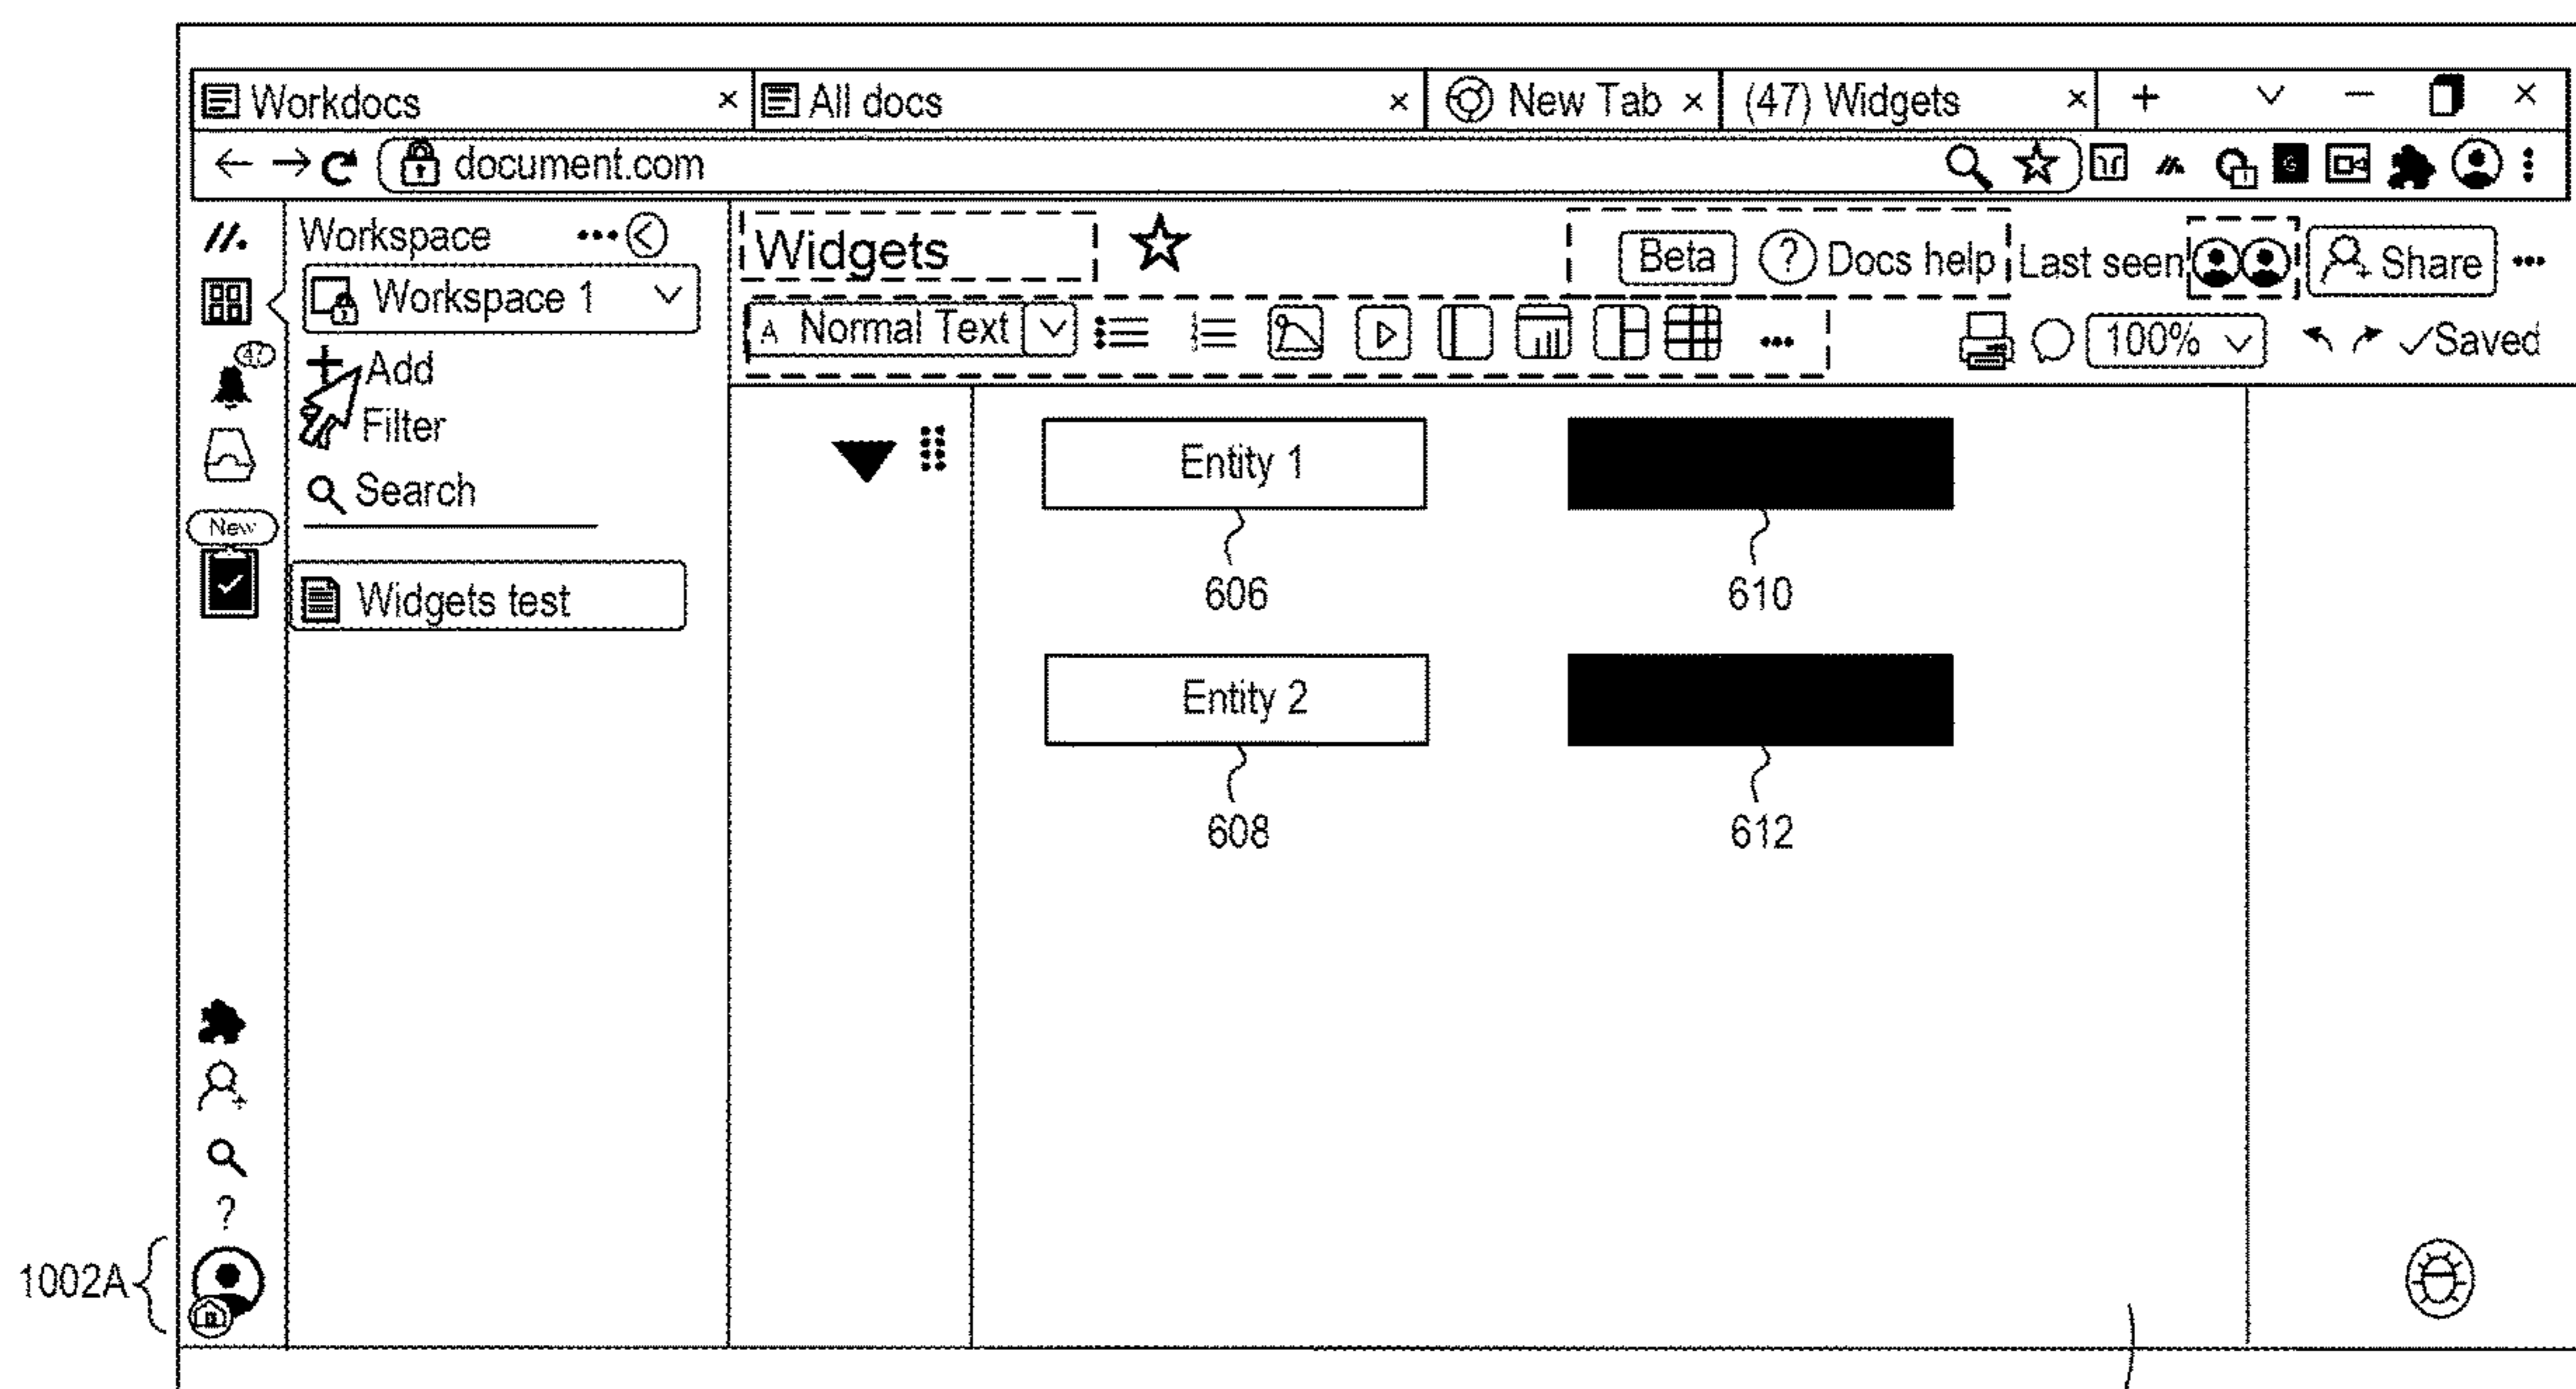 Workdocs × All docs × New Tab × (47) Widgets × + ×
document.com
Workspace ••• Widgets Beta ? Docs help Last seen Share •••
Workspace 1
A Normal Text ••• 100% ✓Saved
47 + Add
Filter
Search
New
Widgets test
Entity 1
606 610
Entity 2
608 612
?
1002A